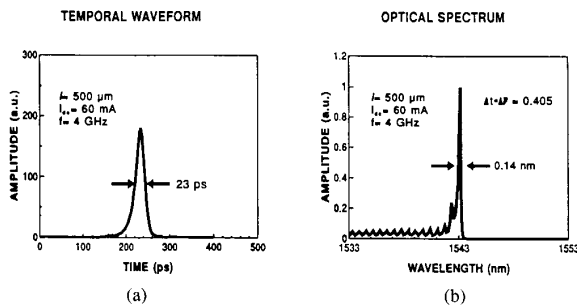 TEMPORAL WAVEFORM
AMPLITUDE (a.u.)
300
200
100
0
l= 500 μm
f= 4 GHz
23 ps
0 100 200 300 400 500
TIME (ps)
(a)
OPTICAL SPECTRUM
AMPLITUDE (a.u.)
1.2
1
0.8
0.6
0.4
0.2
0
l= 500 μm
f= 4 GHz
Δt·ΔF = 0.405
0.14 nm
1533 1543 1553
WAVELENGTH (nm)
(b)